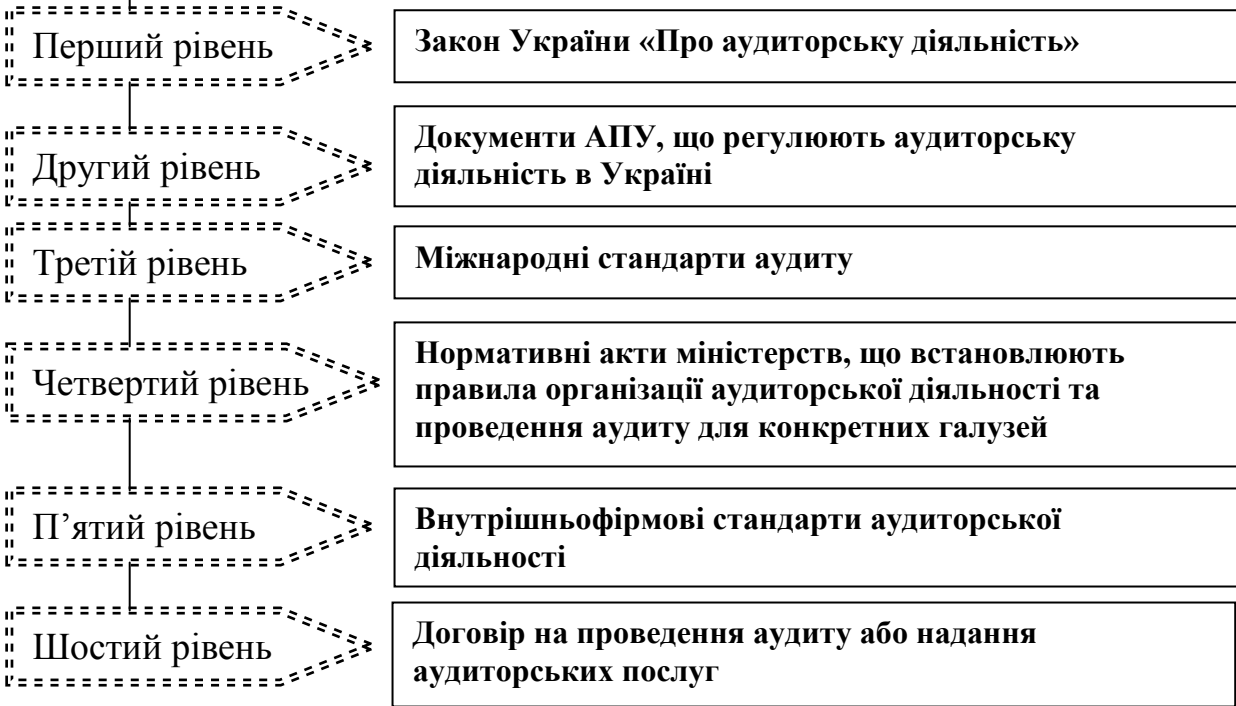 Перший рівень
Закон України «Про аудиторську діяльність»
Другий рівень
Документи АПУ, що регулюють аудиторську
діяльність в Україні
Третій рівень
Міжнародні стандарти аудиту
Четвертий рівень
Нормативні акти міністерств, що встановлюють
правила організації аудиторської діяльності та
проведення аудиту для конкретних галузей
П’ятий рівень
Внутрішньофірмові стандарти аудиторської
діяльності
Шостий рівень
Договір на проведення аудиту або надання
аудиторських послуг